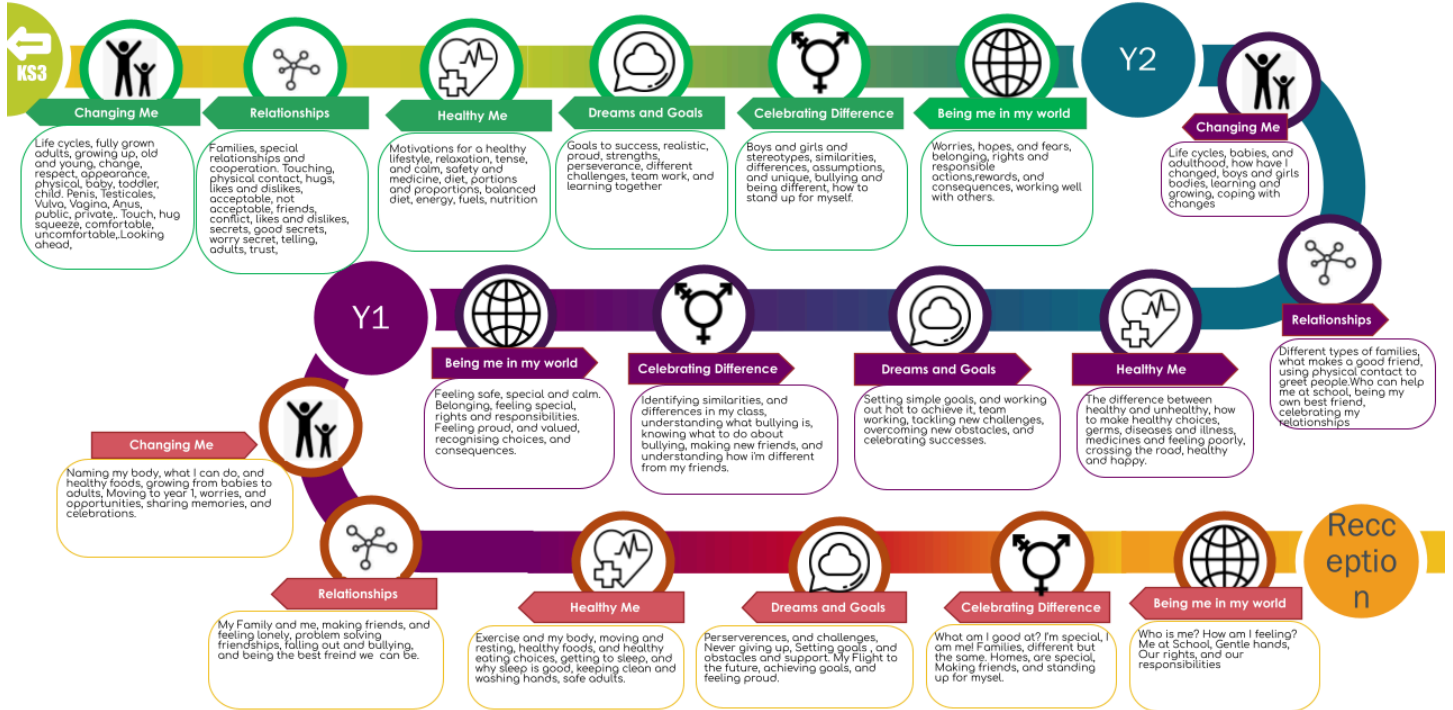 KS3
Changing Me
Life cycles, fully grown
adults, growing up, old
and young, change,
respect, appearance,
physical, baby, toddler,
child. Penis, Testicales,
Vulva, Vagina, Anus,
public, private,. Touch, hug
squeeze, comfortable,
uncomfortable,.Looking
ahead,
Relationships
Families, special
relationships and
cooperation. Touching,
physical contact, hugs,
likes and dislikes,
acceptable, not
acceptable, friends,
conflict, likes and dislikes,
secrets, good secrets,
worry secret, telling,
adults, trust,
Healthy Me
Motivations for a healthy
lifestyle, relaxation, tense,
and calm, safety and
medicine, diet, portions
and proportions, balanced
diet, energy, fuels, nutrition
Dreams and Goals
Goals to success, realistic,
proud, strengths,
perseverance, different
challenges, team work, and
learning together
Celebrating Difference
Boys and girls and
stereotypes, similarities,
differences, assumptions,
and unique, bullying and
being different, how to
stand up for myself.
Being me in my world
Worries, hopes, and fears,
belonging, rights and
responsible
actions,rewards, and
consequences, working well
with others.
Y2
Changing Me
Life cycles, babies, and
adulthood, how have I
changed, boys and girls
bodies, learning and
growing, coping with
changes
Relationships
Different types of families,
what makes a good friend,
using physical contact to
greet people.Who can help
me at school, being my
own best friend,
celebrating my
relationships
Y1
Being me in my world
Feeling safe, special and calm.
Belonging, feeling special,
rights and responsibilities.
Feeling proud, and valued,
recognising choices, and
consequences.
Celebrating Difference
Identifying similarities, and
differences in my class,
understanding what bullying is,
knowing what to do about
bullying, making new friends, and
understanding how i'm different
from my friends.
Dreams and Goals
Setting simple goals, and working
out hot to achieve it, team
working, tackling new challenges,
overcoming new obstacles, and
celebrating successes.
Healthy Me
The difference between
healthy and unhealthy, how
to make healthy choices,
germs, diseases and illness,
medicines and feeling poorly,
crossing the road, healthy
and happy.
Changing Me
Naming my body, what I can do, and
healthy foods, growing from babies to
adults, Moving to year 1, worries, and
opportunities, sharing memories, and
celebrations.
Relationships
My Family and me, making friends, and
feeling lonely, problem solving
friendships, falling out and bullying,
and being the best freind we can be.
Healthy Me
Exercise and my body, moving and
resting, healthy foods, and healthy
eating choices, getting to sleep, and
why sleep is good, keeping clean and
washing hands, safe adults.
Dreams and Goals
Perserverences, and challenges,
Never giving up, Setting goals , and
obstacles and support. My Flight to
the future, achieving goals, and
feeling proud.
Celebrating Difference
What am I good at? I'm special, I
am me! Families, different but
the same. Homes, are special,
Making friends, and standing
up for mysel.
Being me in my world
Who is me? How am I feeling?
Me at School, Gentle hands,
Our rights, and our
responsibilities
Recc
eptio
n